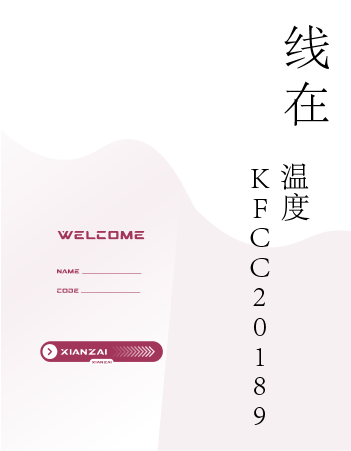 线在
温度
KFCC20189
WELCOME
NAME
CODE
XIANZAI
XIANZAI